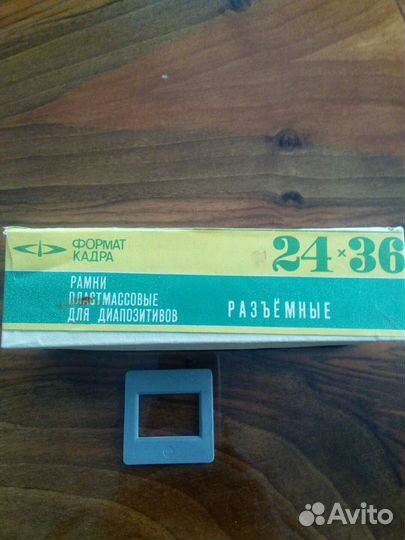 ФОРМАТ
КАДРА
24×36
РАМКИ
ПЛАСТМАССОВЫЕ
ДЛЯ ДИАПОЗИТИВОВ
РАЗЪЁМНЫЕ
Avito